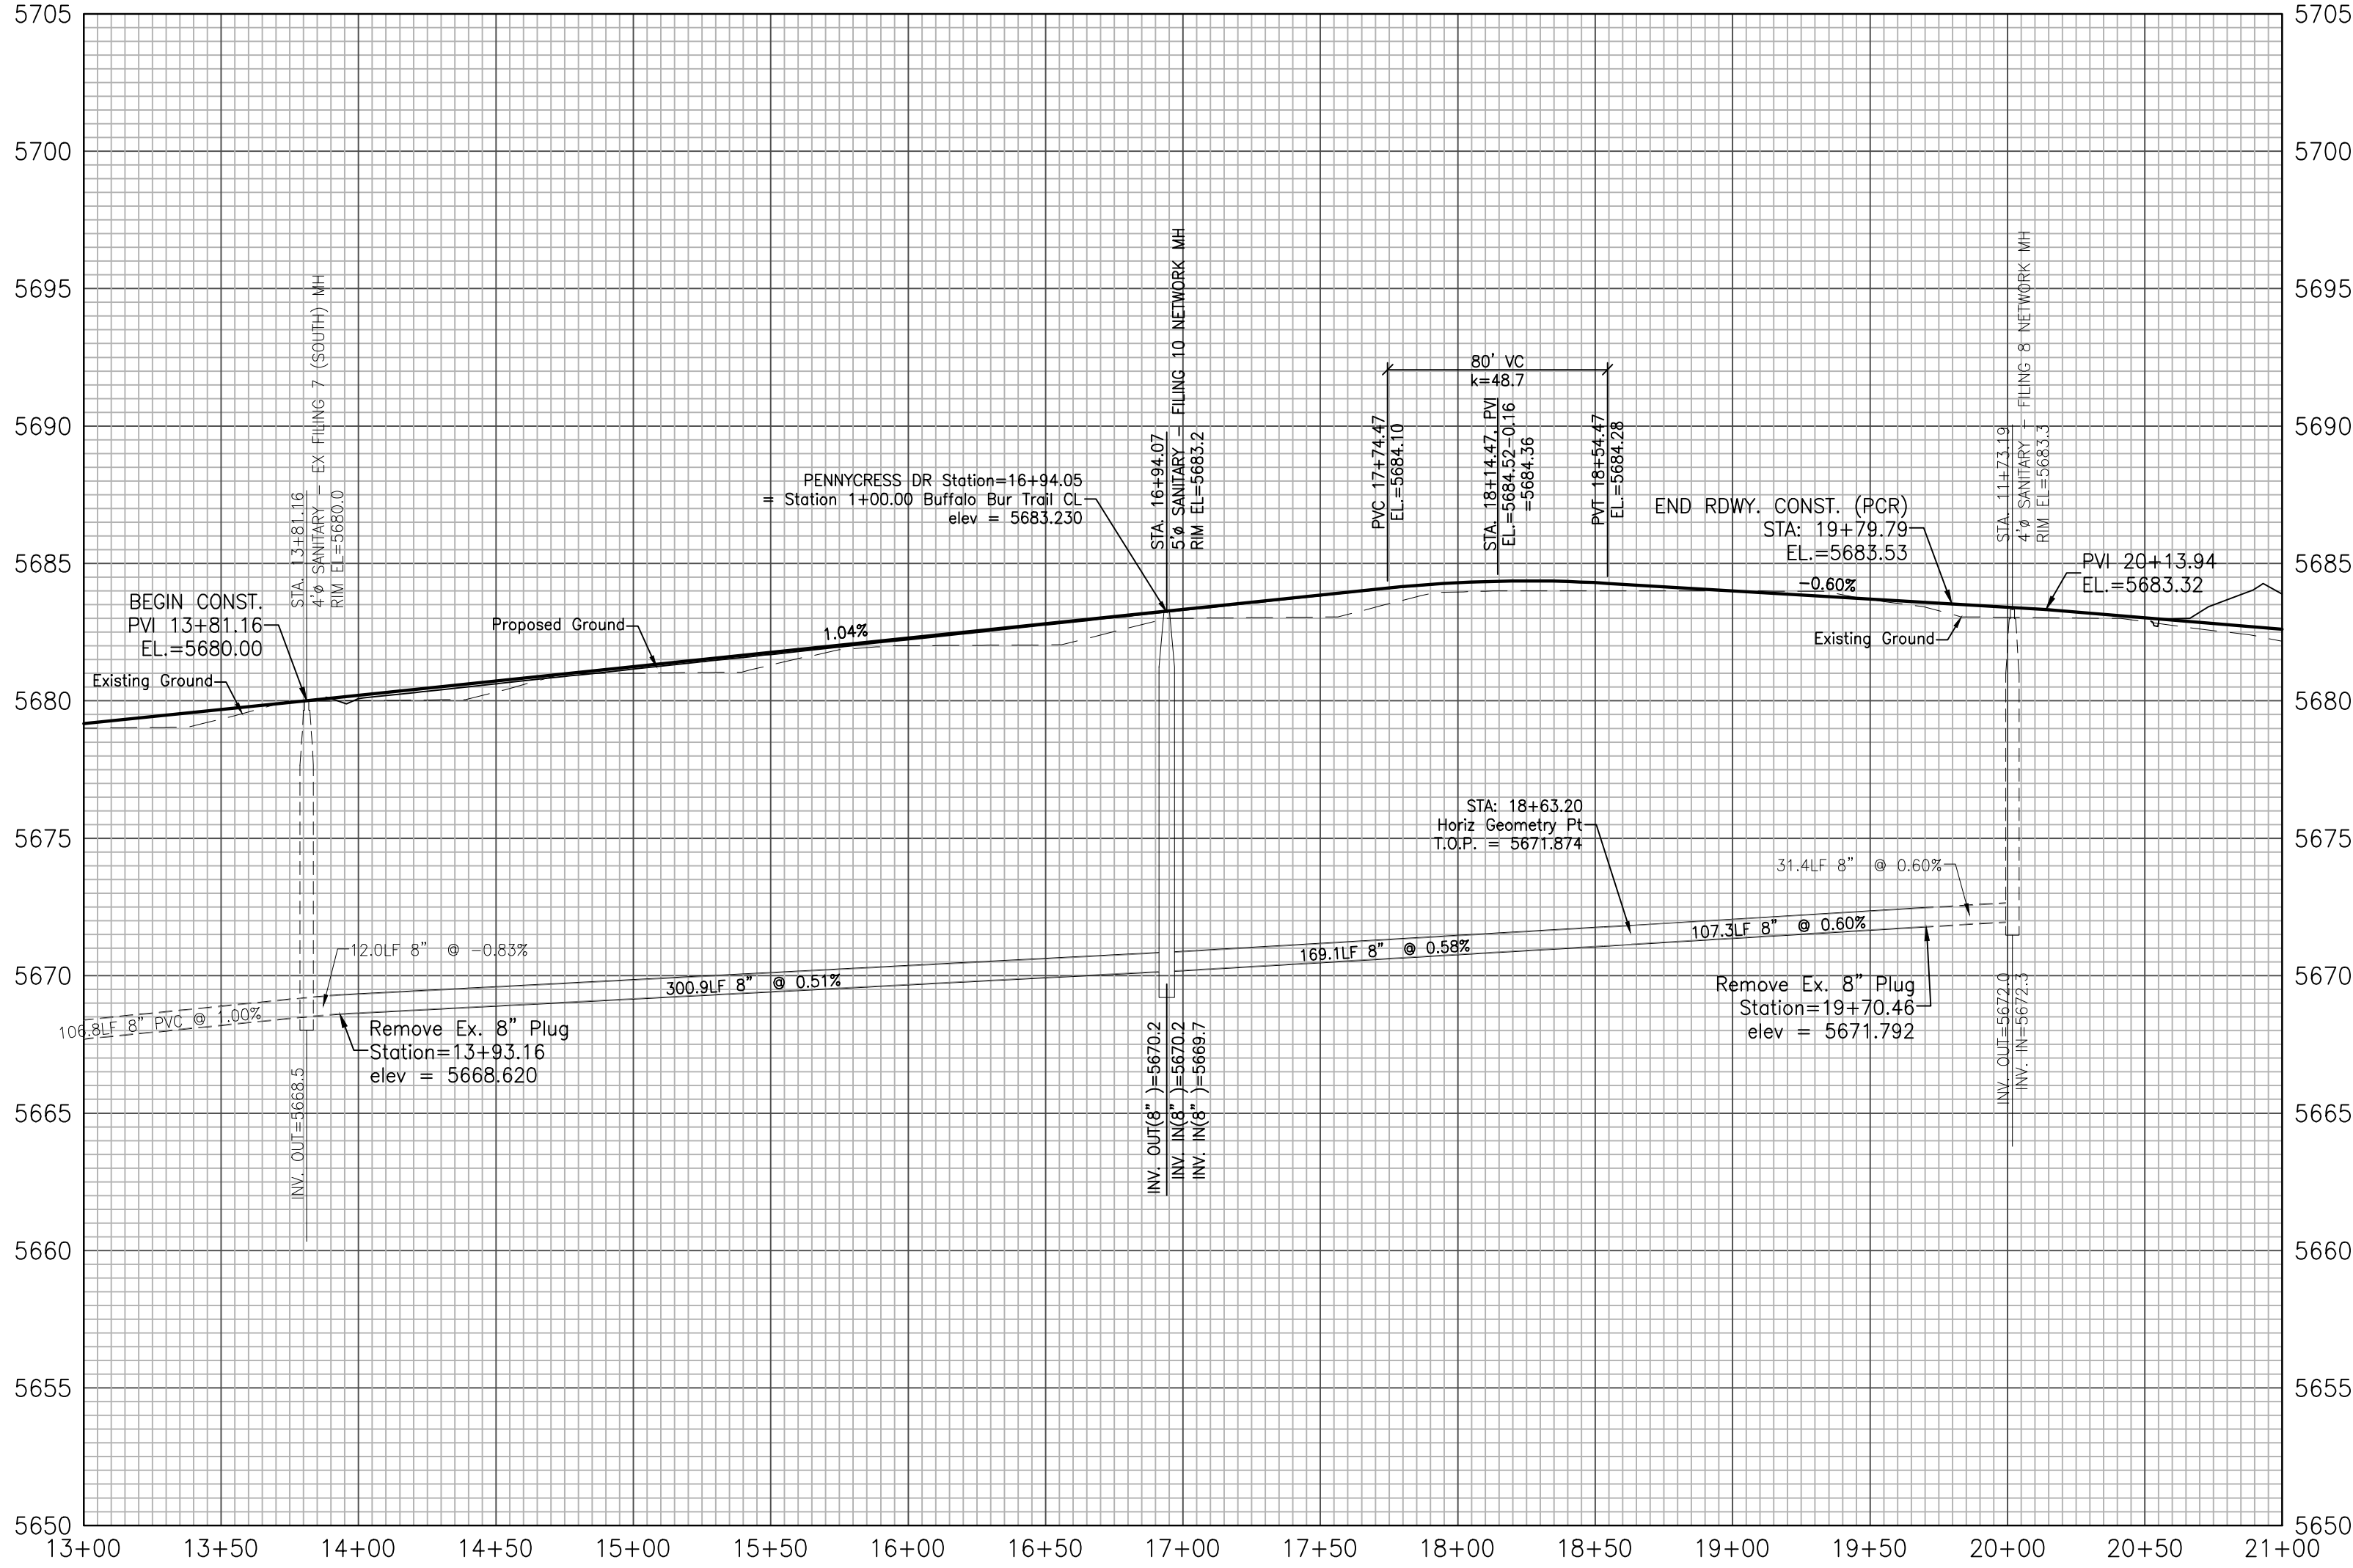 5705
5705
5700
5700
5695
5695
5690
5690
5685
5685
5680
5680
5675
5675
5670
5670
5665
5665
5660
5660
5655
5655
5650
5650
13+00
13+50
14+00
14+50
15+00
15+50
16+00
16+50
17+00
17+50
18+00
18+50
19+00
19+50
20+00
20+50
21+00
STA. 13+81.16
4'ø SANITARY – EX FILING 7 (SOUTH) MH
RIM EL=5680.0
BEGIN CONST.
PVI 13+81.16
EL.=5680.00
Existing Ground
Proposed Ground
1.04%
PENNYCRESS DR Station=16+94.05
= Station 1+00.00 Buffalo Bur Trail CL
elev = 5683.230
STA. 16+94.07
5'ø SANITARY – FILING 10 NETWORK MH
RIM EL=5683.2
80' VC
k=48.7
PVC 17+74.47
EL.=5684.10
STA. 18+14.47, PVI
EL.=5684.52-0.16
=5684.36
PVT 18+54.47
EL.=5684.28
END RDWY. CONST. (PCR)
STA: 19+79.79
EL.=5683.53
-0.60%
Existing Ground
STA. 11+73.19
4'ø SANITARY – FILING 8 NETWORK MH
RIM EL=5683.3
PVI 20+13.94
EL.=5683.32
STA: 18+63.20
Horiz Geometry Pt
T.O.P. = 5671.874
31.4LF 8" @ 0.60%
12.0LF 8" @ -0.83%
106.8LF 8" PVC @ 1.00%
300.9LF 8" @ 0.51%
169.1LF 8" @ 0.58%
107.3LF 8" @ 0.60%
Remove Ex. 8" Plug
Station=13+93.16
elev = 5668.620
Remove Ex. 8" Plug
Station=19+70.46
elev = 5671.792
INV. OUT=5668.5
INV. OUT(8" )=5670.2
INV. IN(8" )=5670.2
INV. IN(8" )=5669.7
INV. OUT=5672.0
INV. IN=5672.3